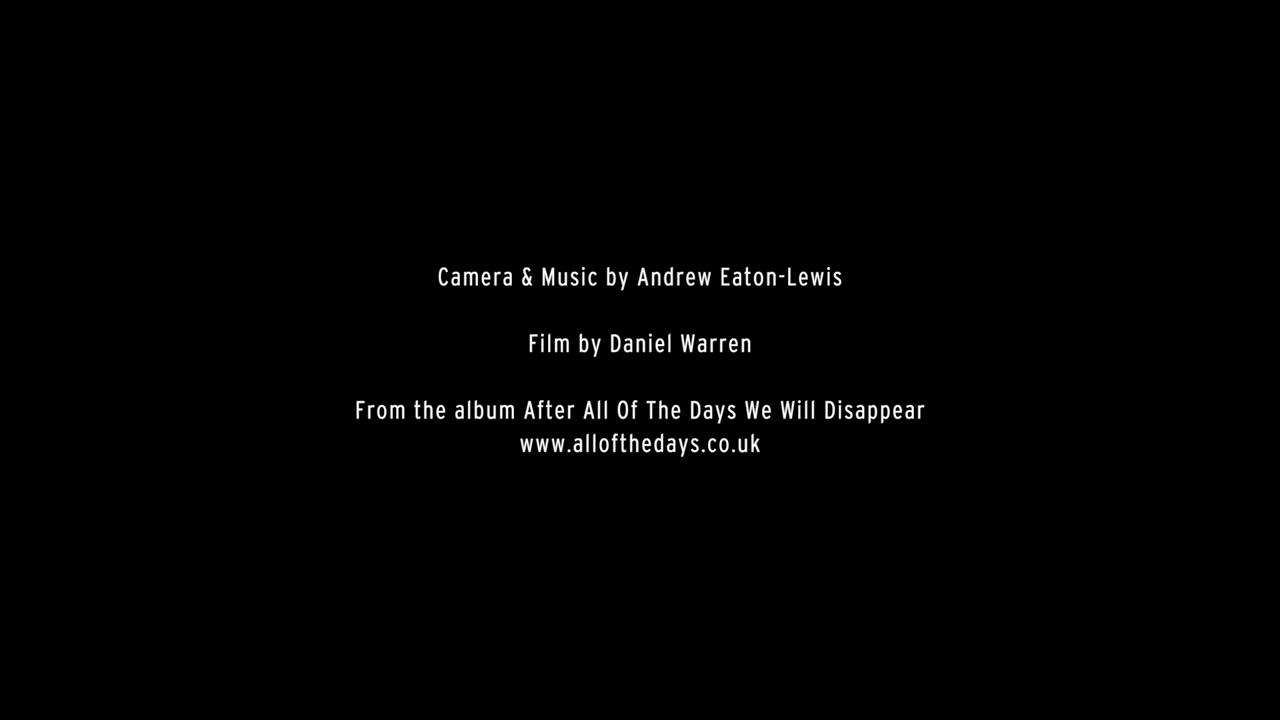 Camera & Music by Andrew Eaton-Lewis
Film by Daniel Warren
From the album After All Of The Days We Will Disappear
www.allofthedays.co.uk